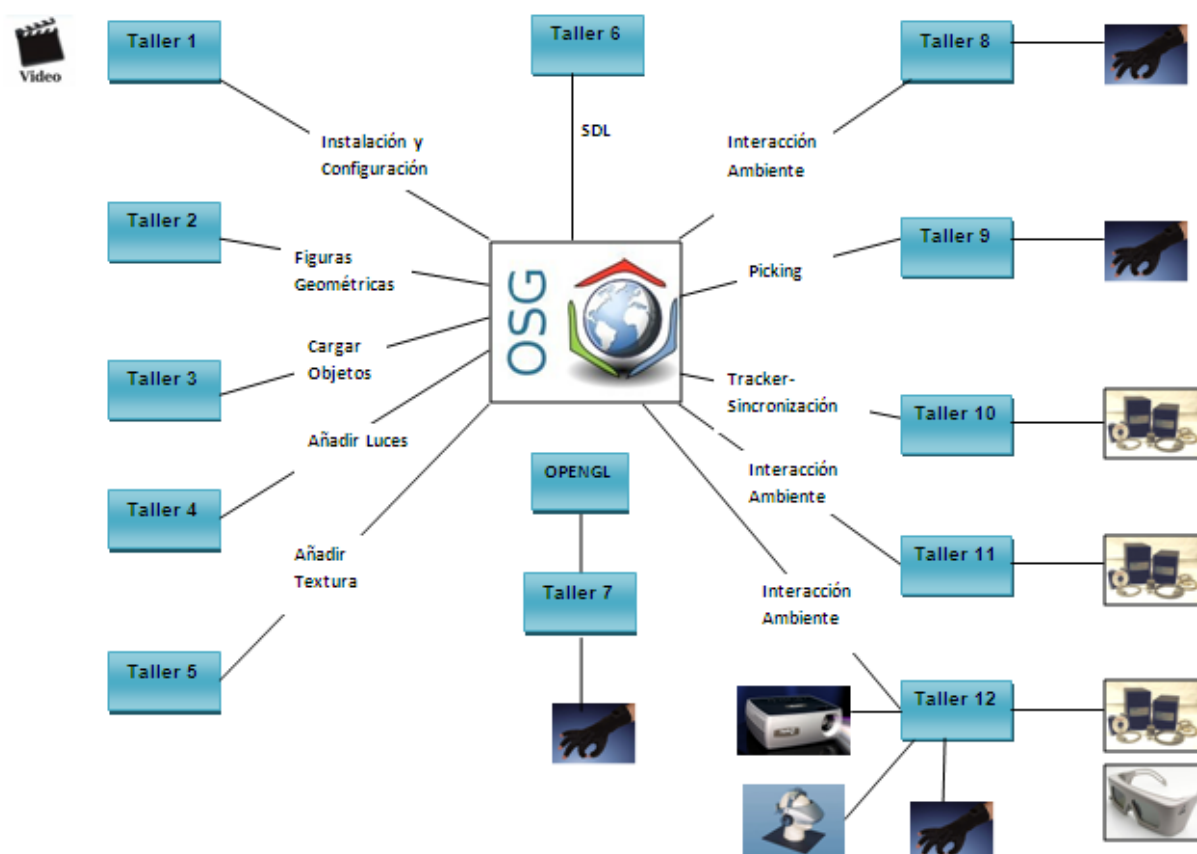 Video
Taller 1
Taller 6
Taller 8
SDL
Instalación y
Configuración
Interacción
Ambiente
Taller 2
Taller 9
Figuras
Geométricas
OSG
Picking
Cargar
Objetos
Taller 3
Tracker-
Sincronización
Taller 10
Añadir Luces
OPENGL
Interacción
Ambiente
Taller 4
Taller 11
Añadir
Textura
Taller 7
Interacción
Ambiente
Taller 5
Taller 12